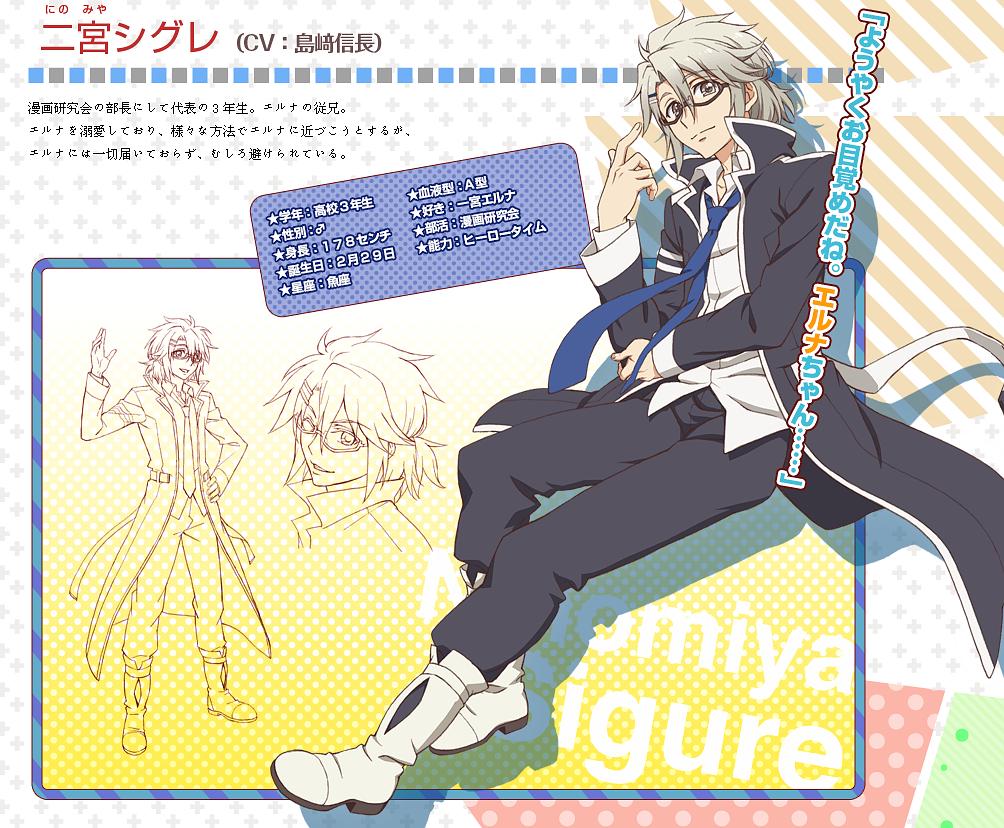 にの みや
二宮シグレ (CV：島﨑信長)
漫画研究会の部長にして代表の３年生。エルナの従兄。
エルナを溺愛しており、様々な方法でエルナに近づこうとするが、
エルナには一切届いておらず、むしろ避けられている。
★学年：高校３年生
★性別：♂
★身長：１７８センチ
★誕生日：２月２９日
★星座：魚座
★血液型：Ａ型
★好き：一宮エルナ
★部活：漫画研究会
★能力：ヒーロータイム
「ようやくお目覚めだね。エルナちゃん……」
omiya
igure